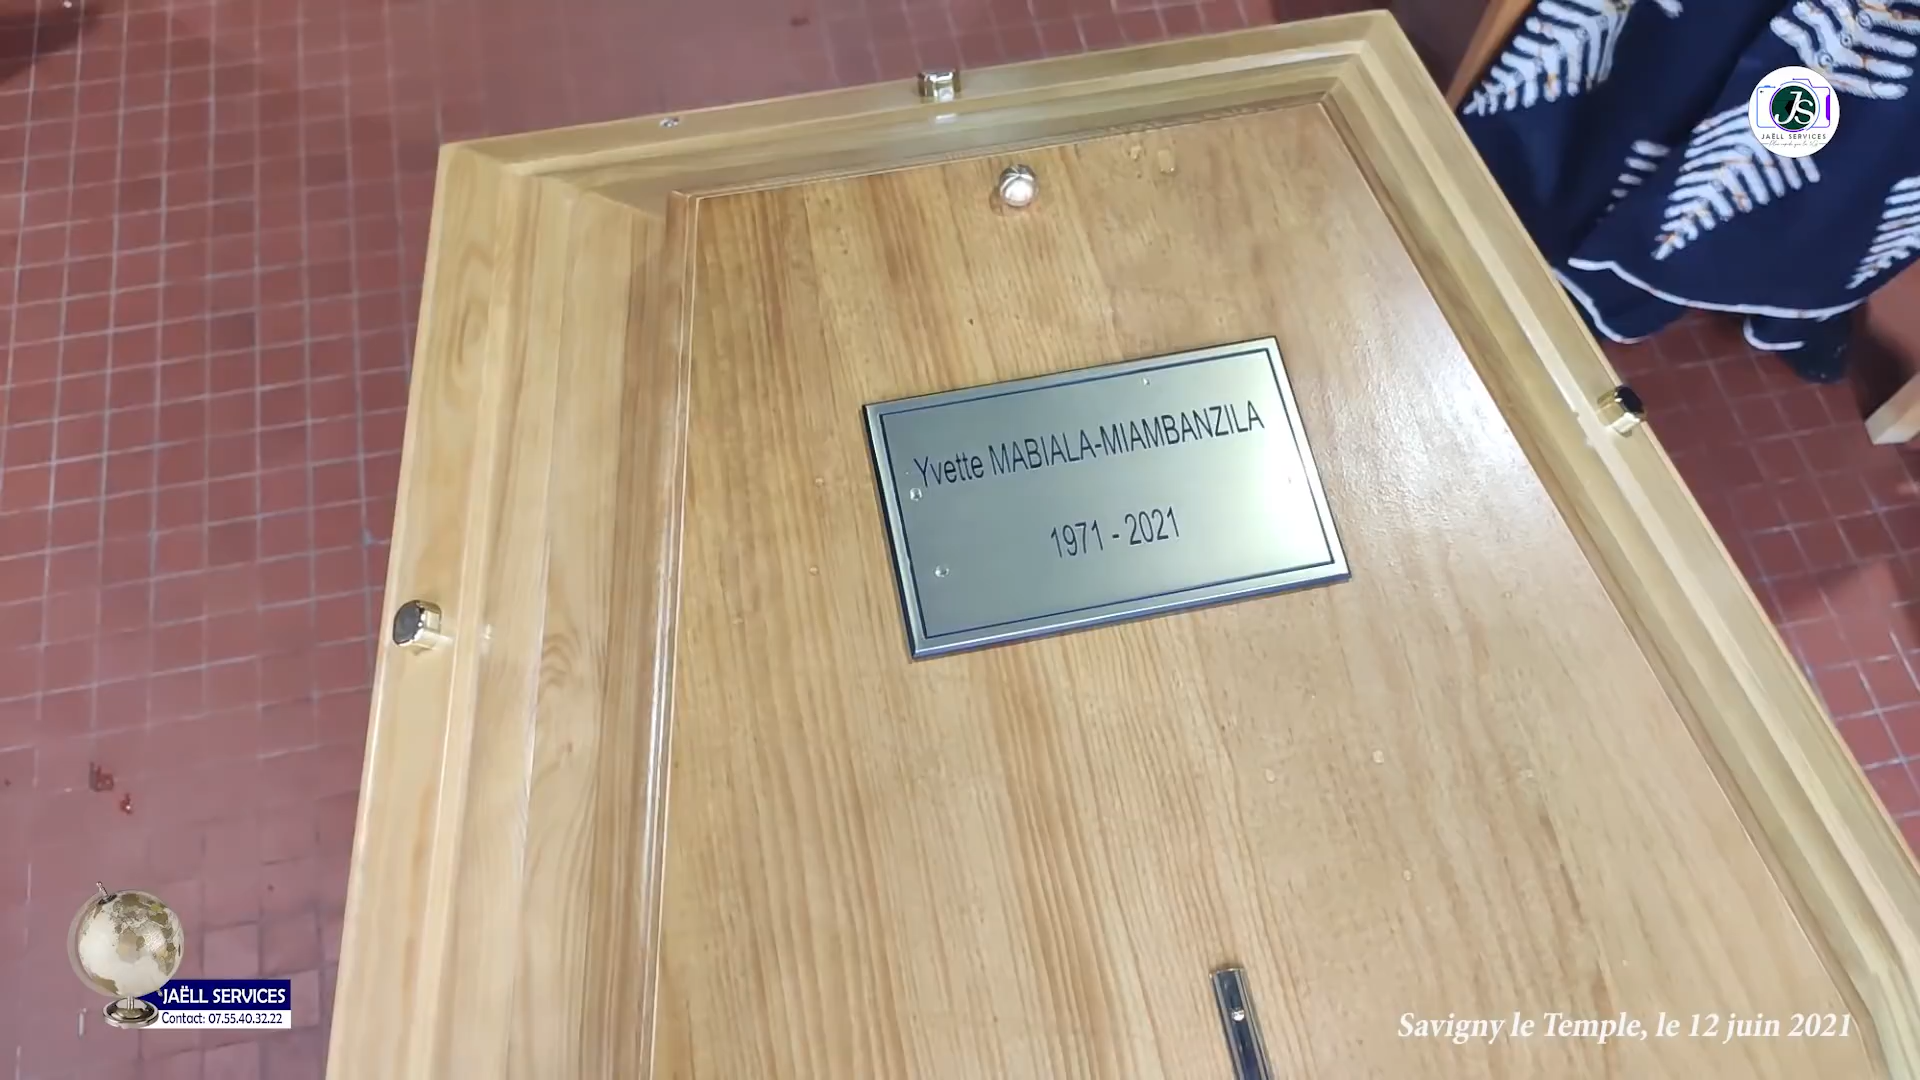 JS
JAËLL SERVICES
Yvette MABIALA-MIAMBANZILA
1971 - 2021
JAËLL SERVICES
Contact: 07.55.40.32.22
Savigny le Temple, le 12 juin 2021